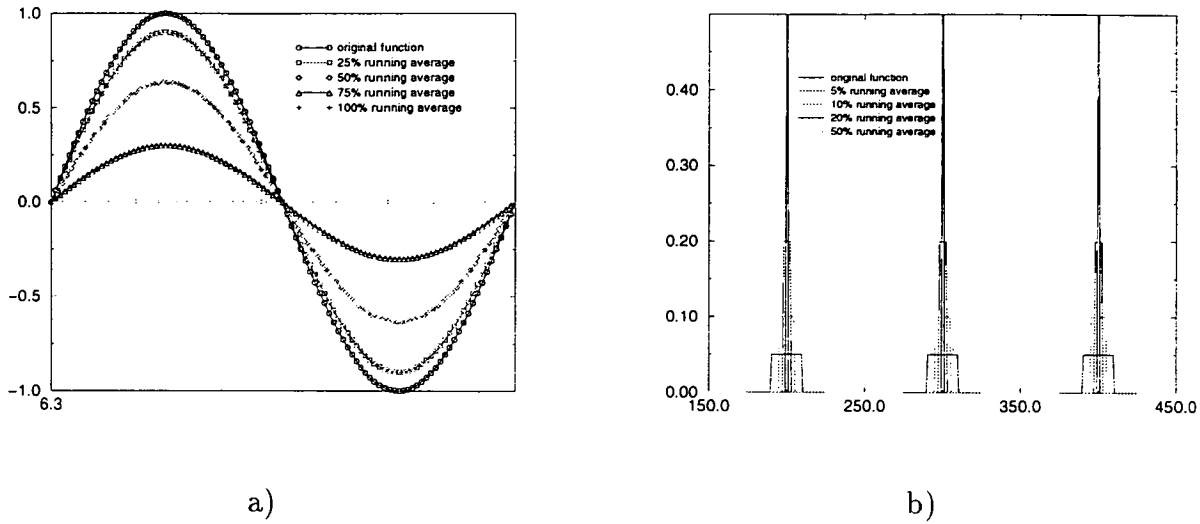 1.0
0.5
0.0
−0.5
−1.0
6.3
original function
25% running average
50% running average
75% running average
100% running average
a)
0.40
0.30
0.20
0.10
0.00
150.0
250.0
350.0
450.0
original function
5% running average
10% running average
20% running average
50% running average
b)